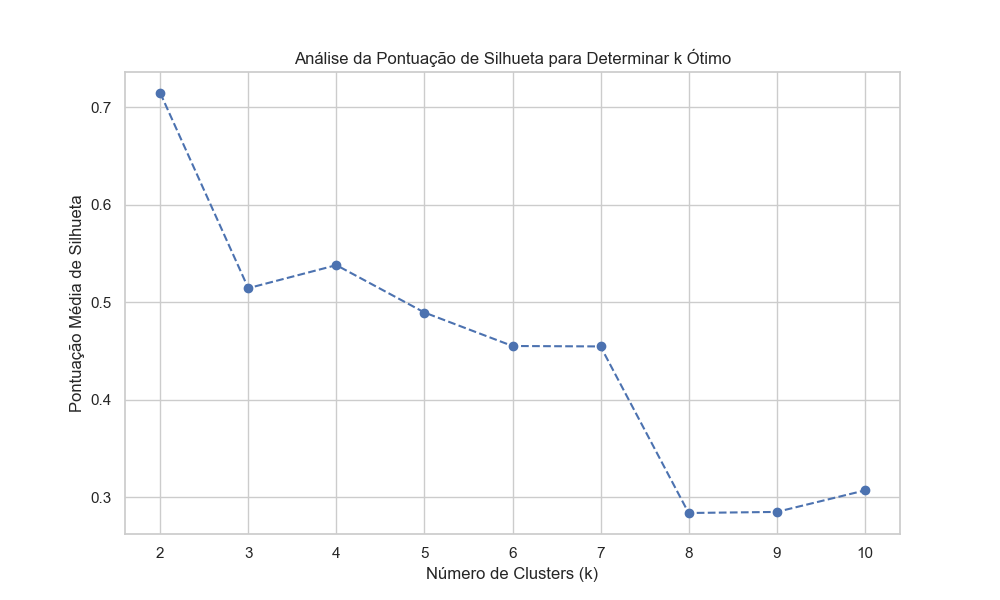 Análise da Pontuação de Silhueta para Determinar k Ótimo
Pontuação Média de Silhueta
0.7
0.6
0.5
0.4
0.3
2 3 4 5 6 7 8 9 10
Número de Clusters (k)